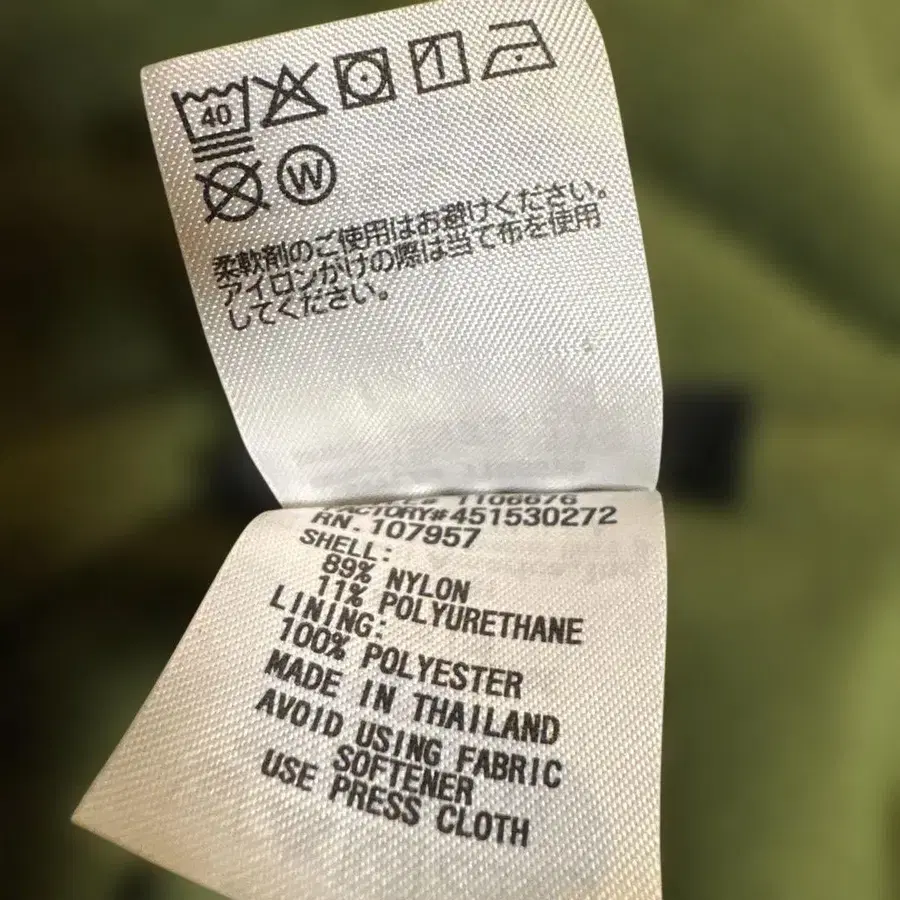 40
W
柔軟剤のご使用はお避けください。
アイロンがけの際は当て布を使用
してください。
1106676
FACTORY#451530272
RN. 107957
SHELL:
89% NYLON
11% POLYURETHANE
LINING:
100% POLYESTER
MADE IN THAILAND
AVOID USING FABRIC
SOFTENER
USE PRESS CLOTH